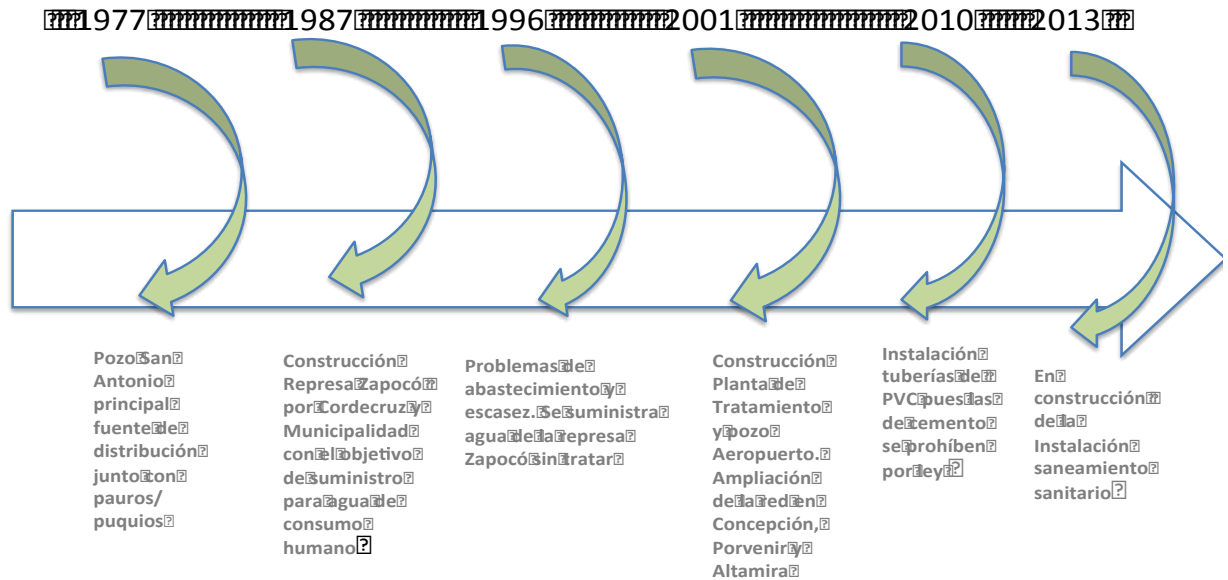 1977 1987 1996 2001 2010 2013
Pozo San
Antonio
principal
fuente de
distribución
junto con
pauros/
puquios
Construcción
Represa Zapocó
por Cordecruz y
Municipalidad
con el objetivo
de suministro
para agua de
consumo
humano
Problemas de
abastecimiento y
escasez. Se suministra
agua de la represa
Zapocó sin tratar
Construcción
Planta de
Tratamiento
y pozo
Aeropuerto.
Ampliación
de la red en
Concepción,
Porvenir y
Altamira
Instalación
tuberías de
PVC pues las
de cemento
se prohíben
por ley
En
construcción
de la
Instalación
saneamiento
sanitario